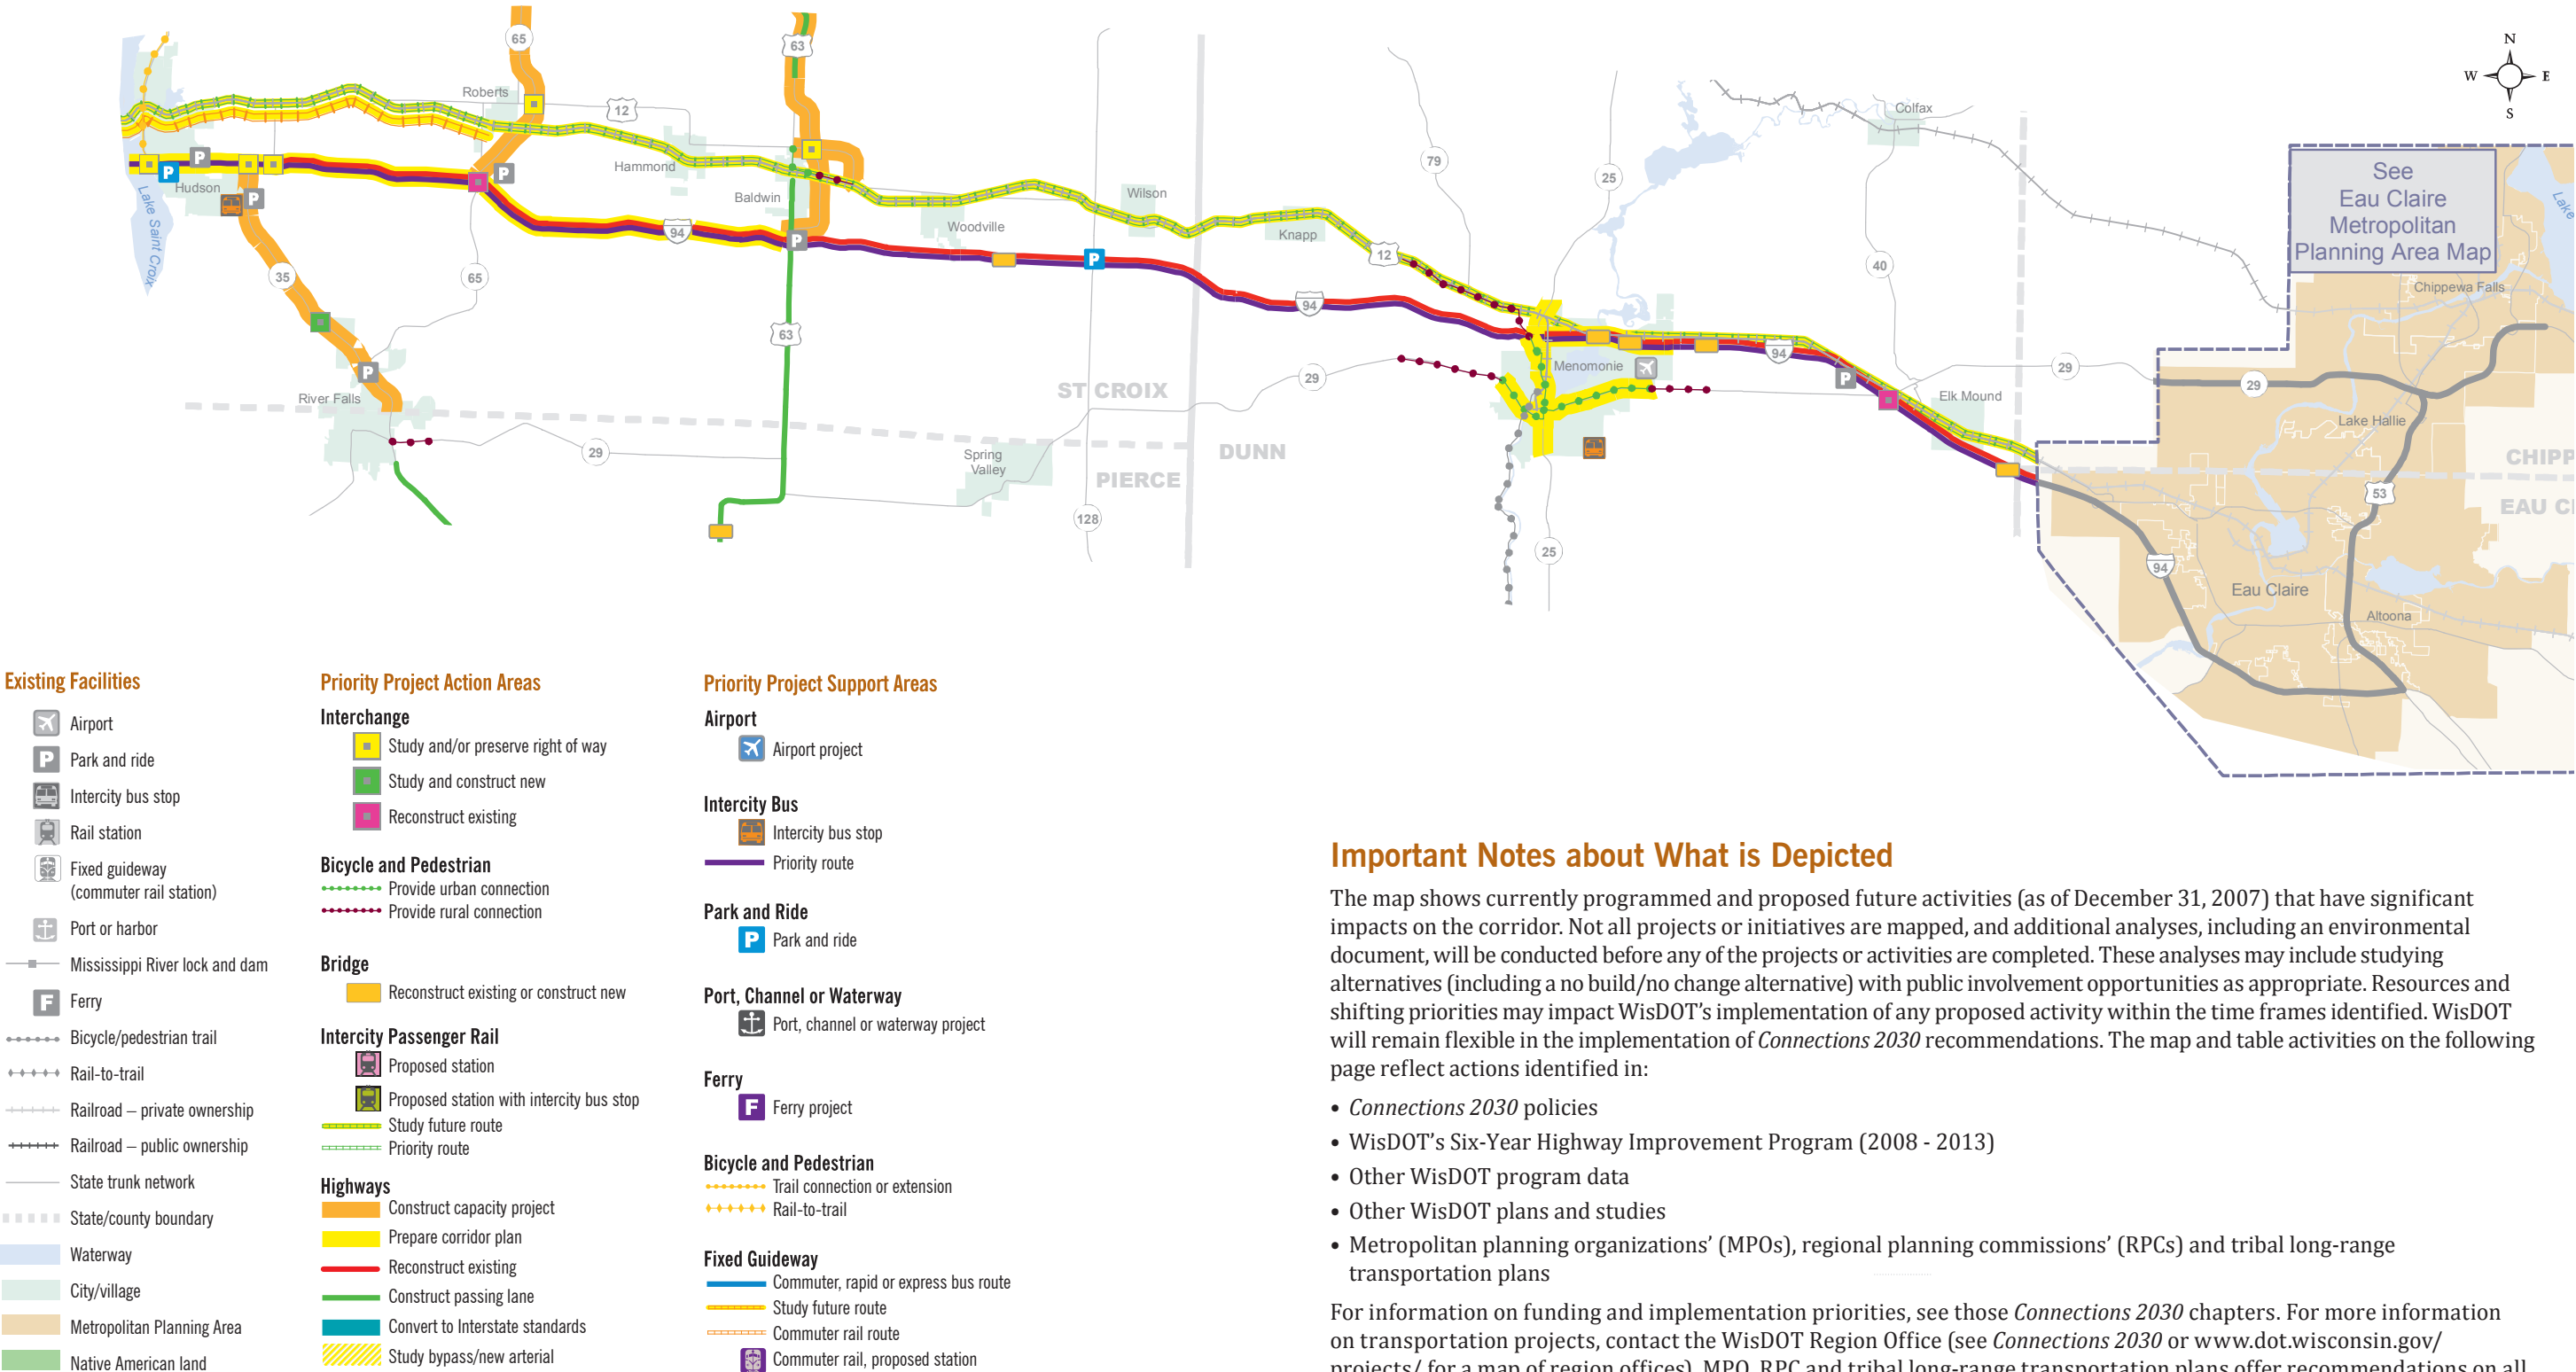 65
63
N
W
E
S
Roberts
12
Colfax
See
Eau Claire
Metropolitan
Planning Area Map
Lake
Hammond
79
25
Hudson
Lake Saint Croix
Baldwin
Wilson
Woodville
Knapp
94
12
40
35
65
63
94
Chippewa Falls
94
Menomonie
29
29
29
ST CROIX
River Falls
Elk Mound
Lake Hallie
29
Spring
Valley
DUNN
PIERCE
CHIPP
53
EAU CL
128
25
94
Eau Claire
Altoona
Existing Facilities
Airport
Park and ride
Intercity bus stop
Rail station
Fixed guideway
(commuter rail station)
Port or harbor
Mississippi River lock and dam
Ferry
Bicycle/pedestrian trail
Rail-to-trail
Railroad – private ownership
Railroad – public ownership
State trunk network
State/county boundary
Waterway
City/village
Metropolitan Planning Area
Native American land
Priority Project Action Areas
Interchange
Study and/or preserve right of way
Study and construct new
Reconstruct existing
Bicycle and Pedestrian
Provide urban connection
Provide rural connection
Bridge
Reconstruct existing or construct new
Intercity Passenger Rail
Proposed station
Proposed station with intercity bus stop
Study future route
Priority route
Highways
Construct capacity project
Prepare corridor plan
Reconstruct existing
Construct passing lane
Convert to Interstate standards
Study bypass/new arterial
Priority Project Support Areas
Airport
Airport project
Intercity Bus
Intercity bus stop
Priority route
Park and Ride
Park and ride
Port, Channel or Waterway
Port, channel or waterway project
Ferry
Ferry project
Bicycle and Pedestrian
Trail connection or extension
Rail-to-trail
Fixed Guideway
Commuter, rapid or express bus route
Study future route
Commuter rail route
Commuter rail, proposed station
Important Notes about What is Depicted
The map shows currently programmed and proposed future activities (as of December 31, 2007) that have significant
impacts on the corridor. Not all projects or initiatives are mapped, and additional analyses, including an environmental
document, will be conducted before any of the projects or activities are completed. These analyses may include studying
alternatives (including a no build/no change alternative) with public involvement opportunities as appropriate. Resources and
shifting priorities may impact WisDOT’s implementation of any proposed activity within the time frames identified. WisDOT
will remain flexible in the implementation of Connections 2030 recommendations. The map and table activities on the following
page reflect actions identified in:
• Connections 2030 policies
• WisDOT’s Six-Year Highway Improvement Program (2008 - 2013)
• Other WisDOT program data
• Other WisDOT plans and studies
• Metropolitan planning organizations’ (MPOs), regional planning commissions’ (RPCs) and tribal long-range
transportation plans
For information on funding and implementation priorities, see those Connections 2030 chapters. For more information
on transportation projects, contact the WisDOT Region Office (see Connections 2030 or www.dot.wisconsin.gov/
projects/ for a map of region offices). MPO, RPC and tribal long-range transportation plans offer recommendations on all